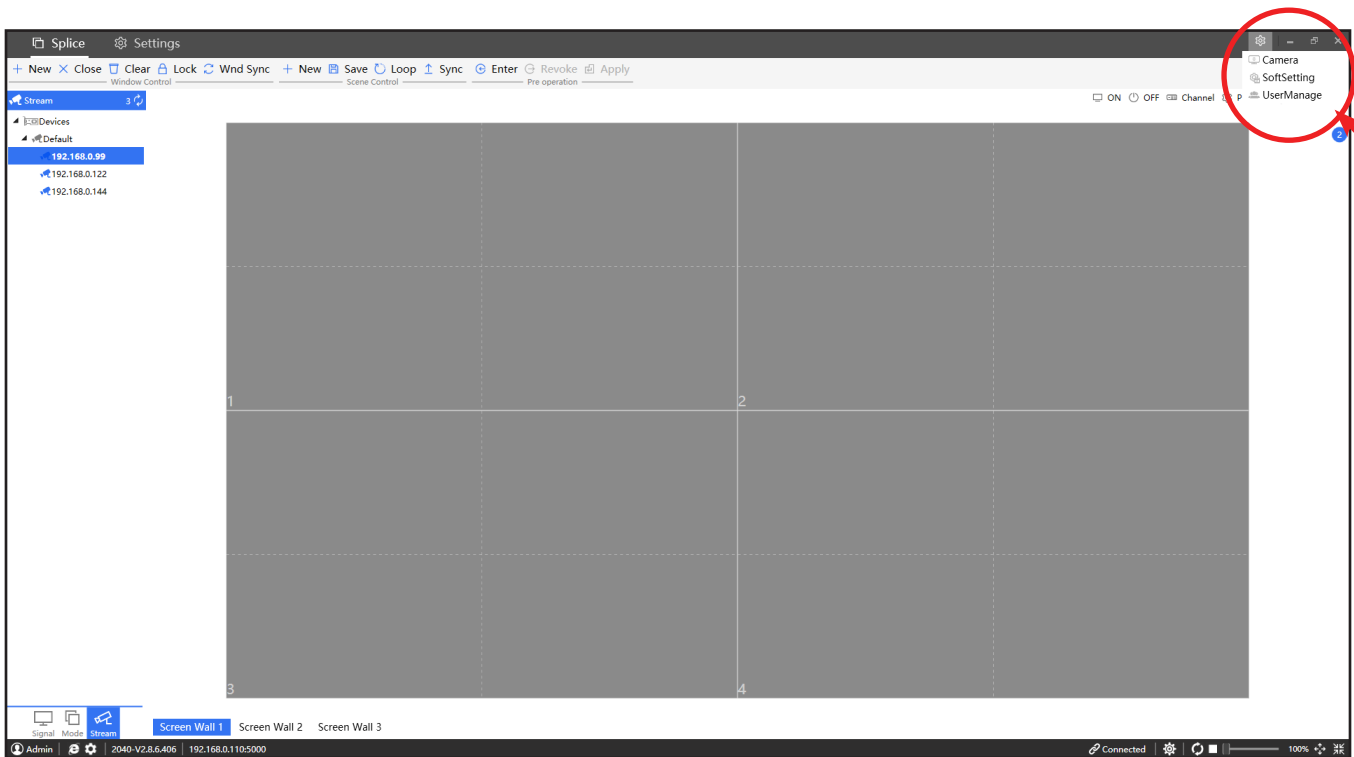 Splice Settings
New Close Clear Lock Wnd Sync New Save Loop Sync Enter Revoke Apply
Window Control Scene Control Pre operation
Camera
SoftSetting
UserManage
Stream 3
ON OFF Channel P
2
Devices
Default
192.168.0.99
192.168.0.122
192.168.0.144
1 2
3 4
Signal Mode Stream
Screen Wall 1 Screen Wall 2 Screen Wall 3
Admin 2040-V2.8.6.406 192.168.0.110:5000 Connected 100%